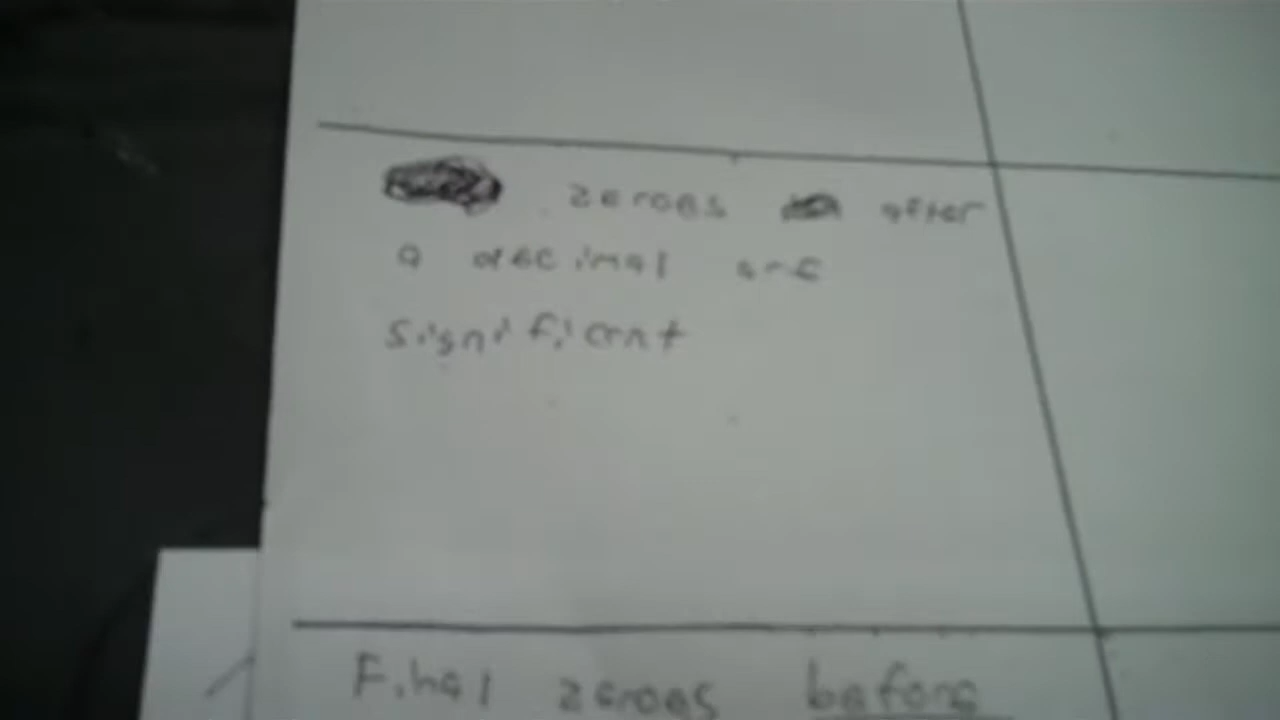 zeroes after
a decimal are
significant
Final zeroes before